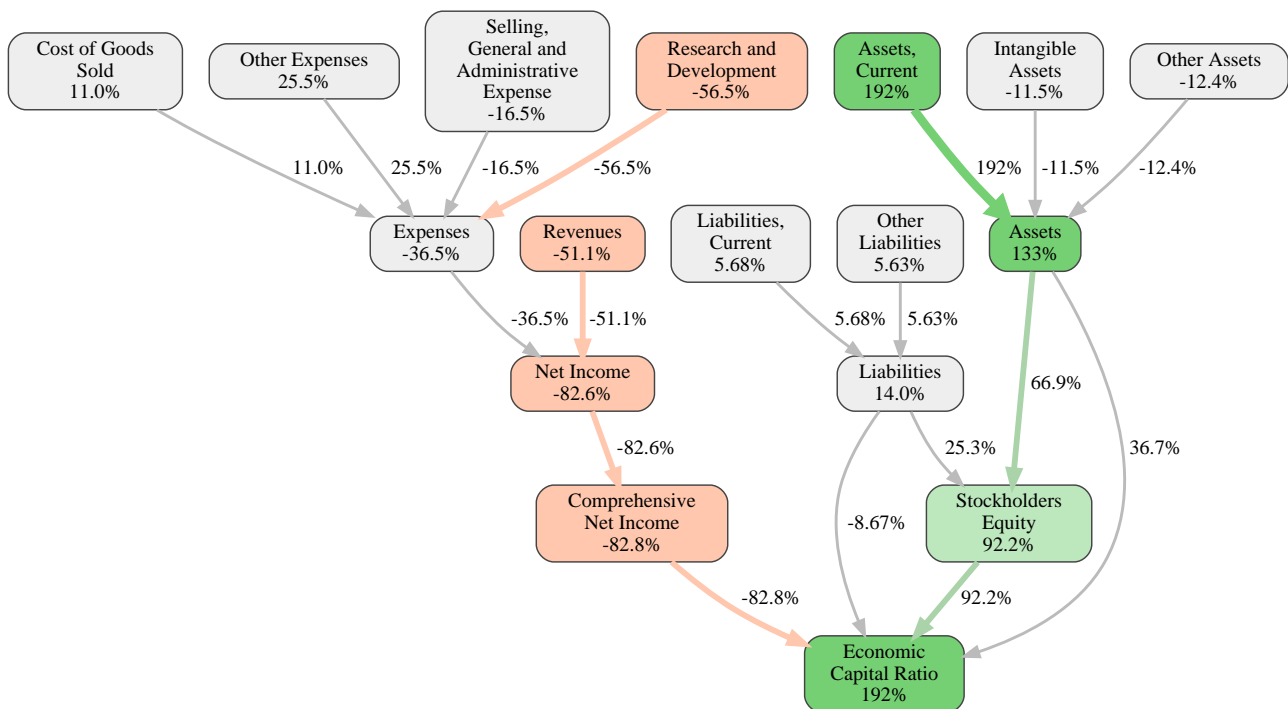 Cost of Goods
Sold
11.0%
Other Expenses
25.5%
Selling,
General and
Administrative
Expense
-16.5%
Research and
Development
-56.5%
Assets,
Current
192%
Intangible
Assets
-11.5%
Other Assets
-12.4%
11.0%
25.5%
-16.5%
-56.5%
192%
-11.5%
-12.4%
Expenses
-36.5%
Revenues
-51.1%
Liabilities,
Current
5.68%
Other
Liabilities
5.63%
Assets
133%
-36.5%
-51.1%
5.68%
5.63%
Net Income
-82.6%
Liabilities
14.0%
66.9%
36.7%
-82.6%
25.3%
Comprehensive
Net Income
-82.8%
-8.67%
Stockholders
Equity
92.2%
-82.8%
92.2%
Economic
Capital Ratio
192%